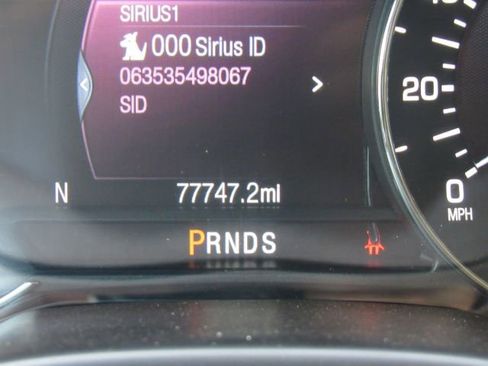 SIRIUS1
000 Sirius ID
063535498067
SID
20
N 77747.2mi
0
MPH
PRNDS